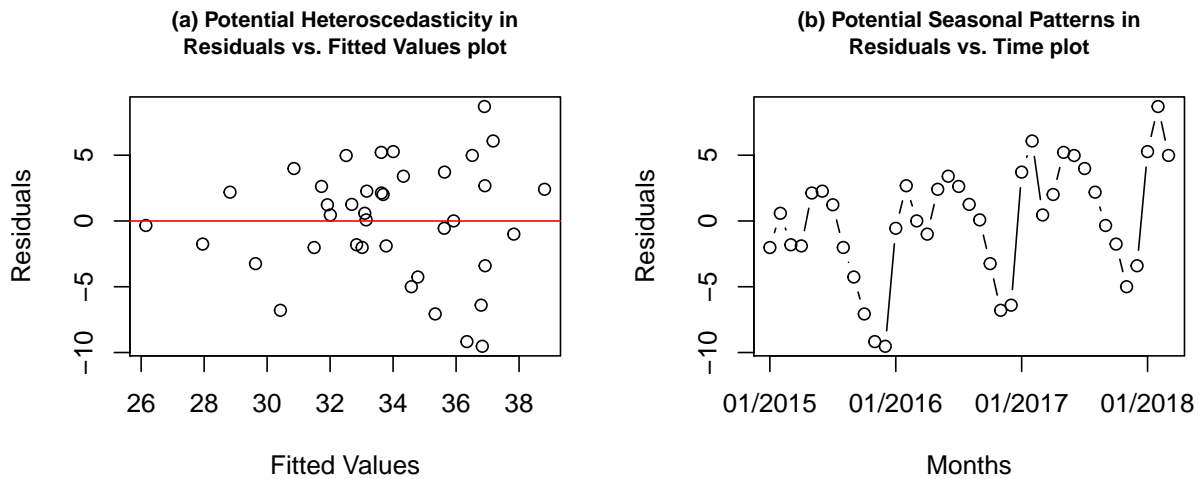 (a) Potential Heteroscedasticity in
Residuals vs. Fitted Values plot
Residuals
5
0
−5
−10
26 28 30 32 34 36 38
Fitted Values
(b) Potential Seasonal Patterns in
Residuals vs. Time plot
Residuals
5
0
−5
−10
01/2015 01/2016 01/2017 01/2018
Months